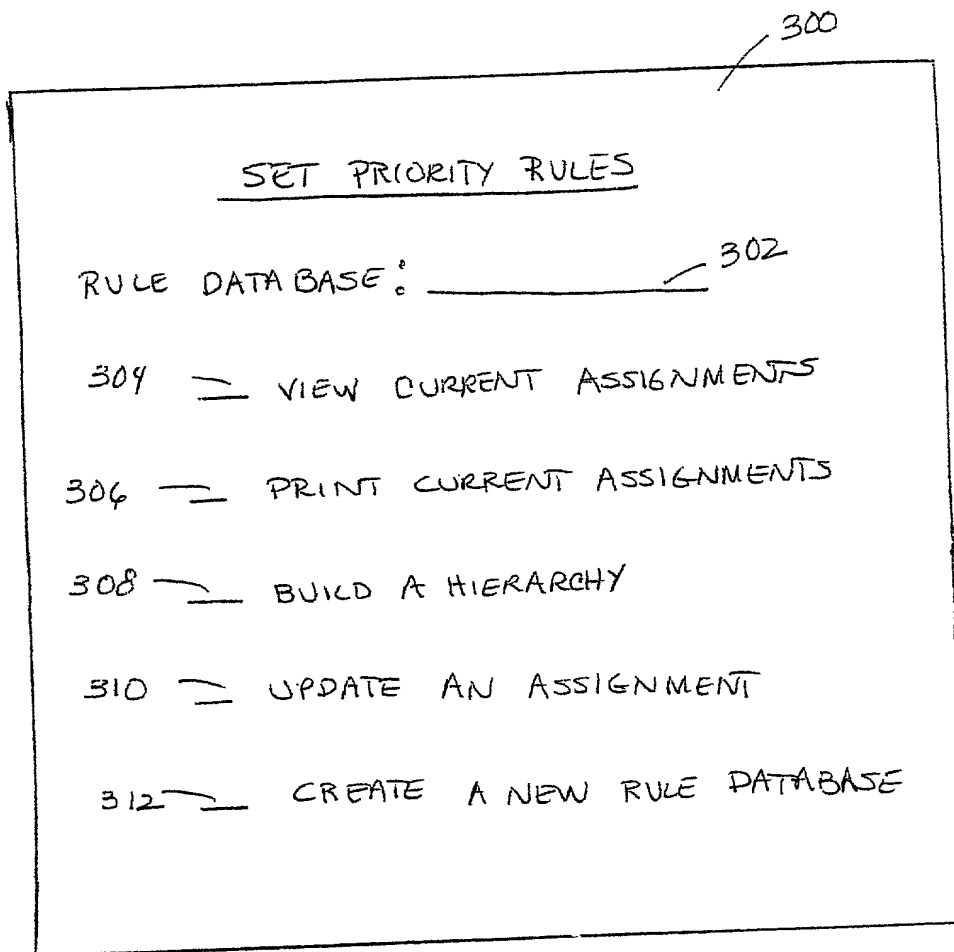 300
SET PRIORITY RULES
RULE DATABASE: 302
304 VIEW CURRENT ASSIGNMENTS
306 PRINT CURRENT ASSIGNMENTS
308 BUILD A HIERARCHY
310 UPDATE AN ASSIGNMENT
312 CREATE A NEW RULE DATABASE